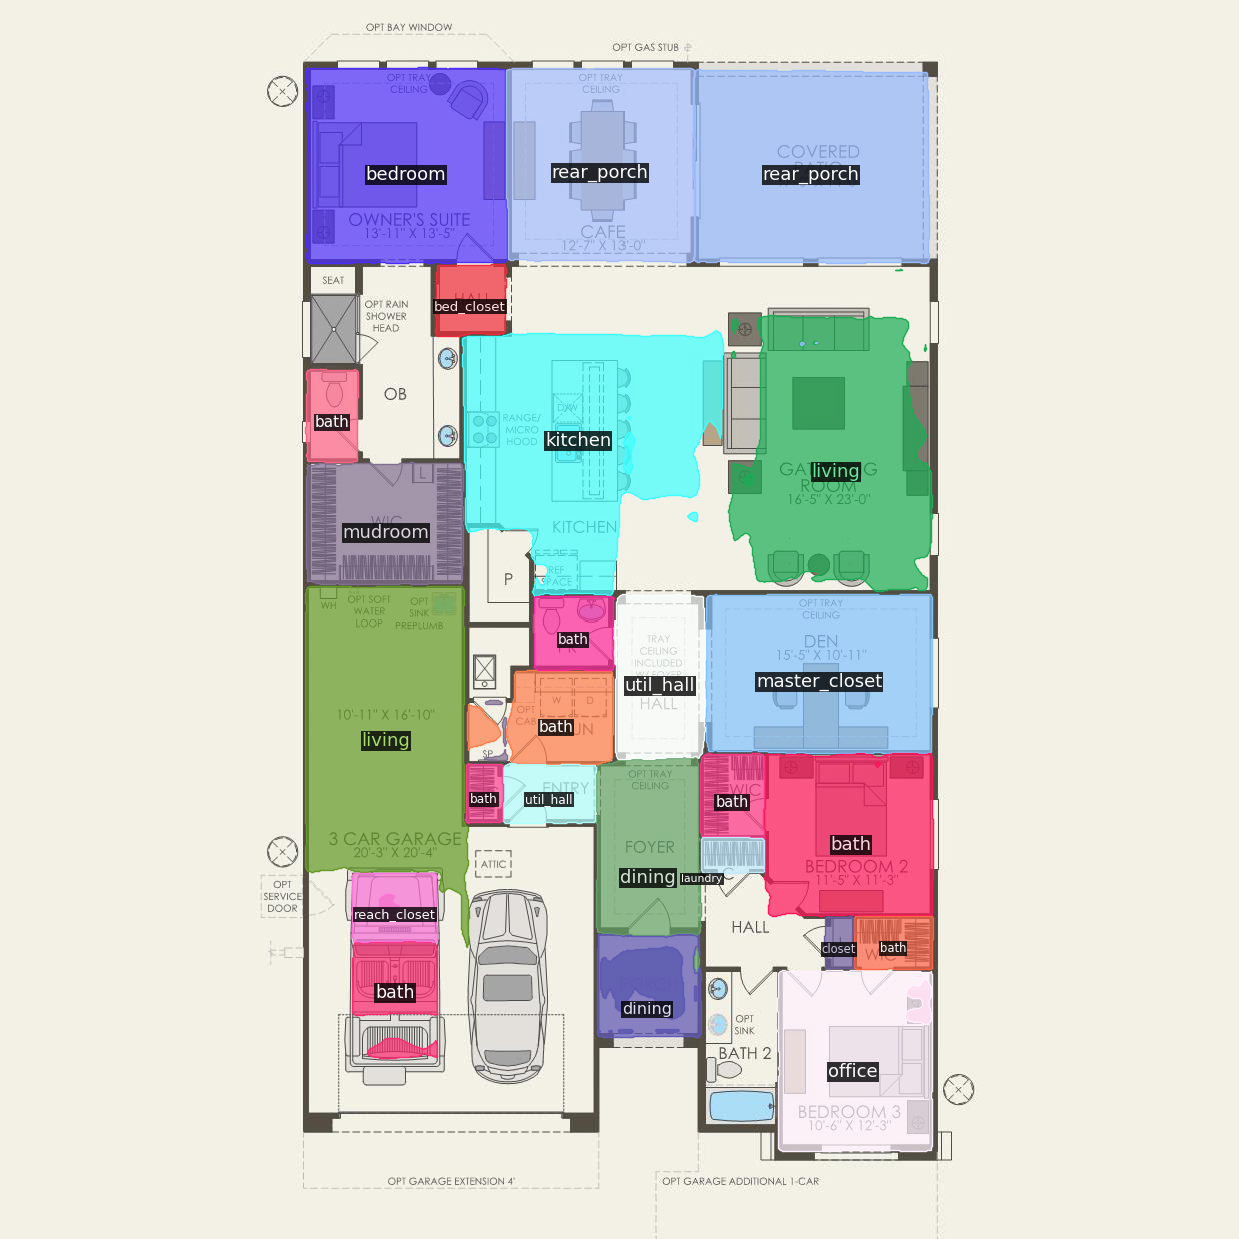 OPT BAY WINDOW
OPT GAS STUB
OPT TRAY
CEILING
OPT TRAY
CEILING
COVERED
bedroom
rear_porch
rear_porch
OWNER'S SUITE
13'-11" X 13'-5"
CAFE
12'-7" X 13'-0"
SEAT
HALL
bed_closet
OPT RAIN
SHOWER
HEAD
OB
bath
RANGE/
MICRO
HOOD
D/W
kitchen
living
GATHERING
ROOM
16'-5" X 23'-0"
L
WIC
mudroom
KITCHEN
P
REF
SPACE
WH
OPT SOFT
WATER
LOOP
OPT
SINK
PREPLUMB
bath
TRAY
CEILING
INCLUDED
W/ FOYER
util_hall
HALL
OPT TRAY
CEILING
DEN
15'-5" X 10'-11"
master_closet
10'-11" X 16'-10"
living
W
D
OPT
CAB
bath
SP
bath
ENTRY
util_hall
OPT TRAY
CEILING
FOYER
dining
WIC
bath
laundry
bath
BEDROOM 2
11'-5" X 11'-3"
3 CAR GARAGE
20'-3" X 20'-4"
ATTIC
OPT
SERVICE
DOOR
reach_closet
HALL
closet
bath
WIC
bath
dining
OPT
SINK
BATH 2
office
BEDROOM 3
10'-6" X 12'-3"
OPT GARAGE EXTENSION 4'
OPT GARAGE ADDITIONAL 1-CAR